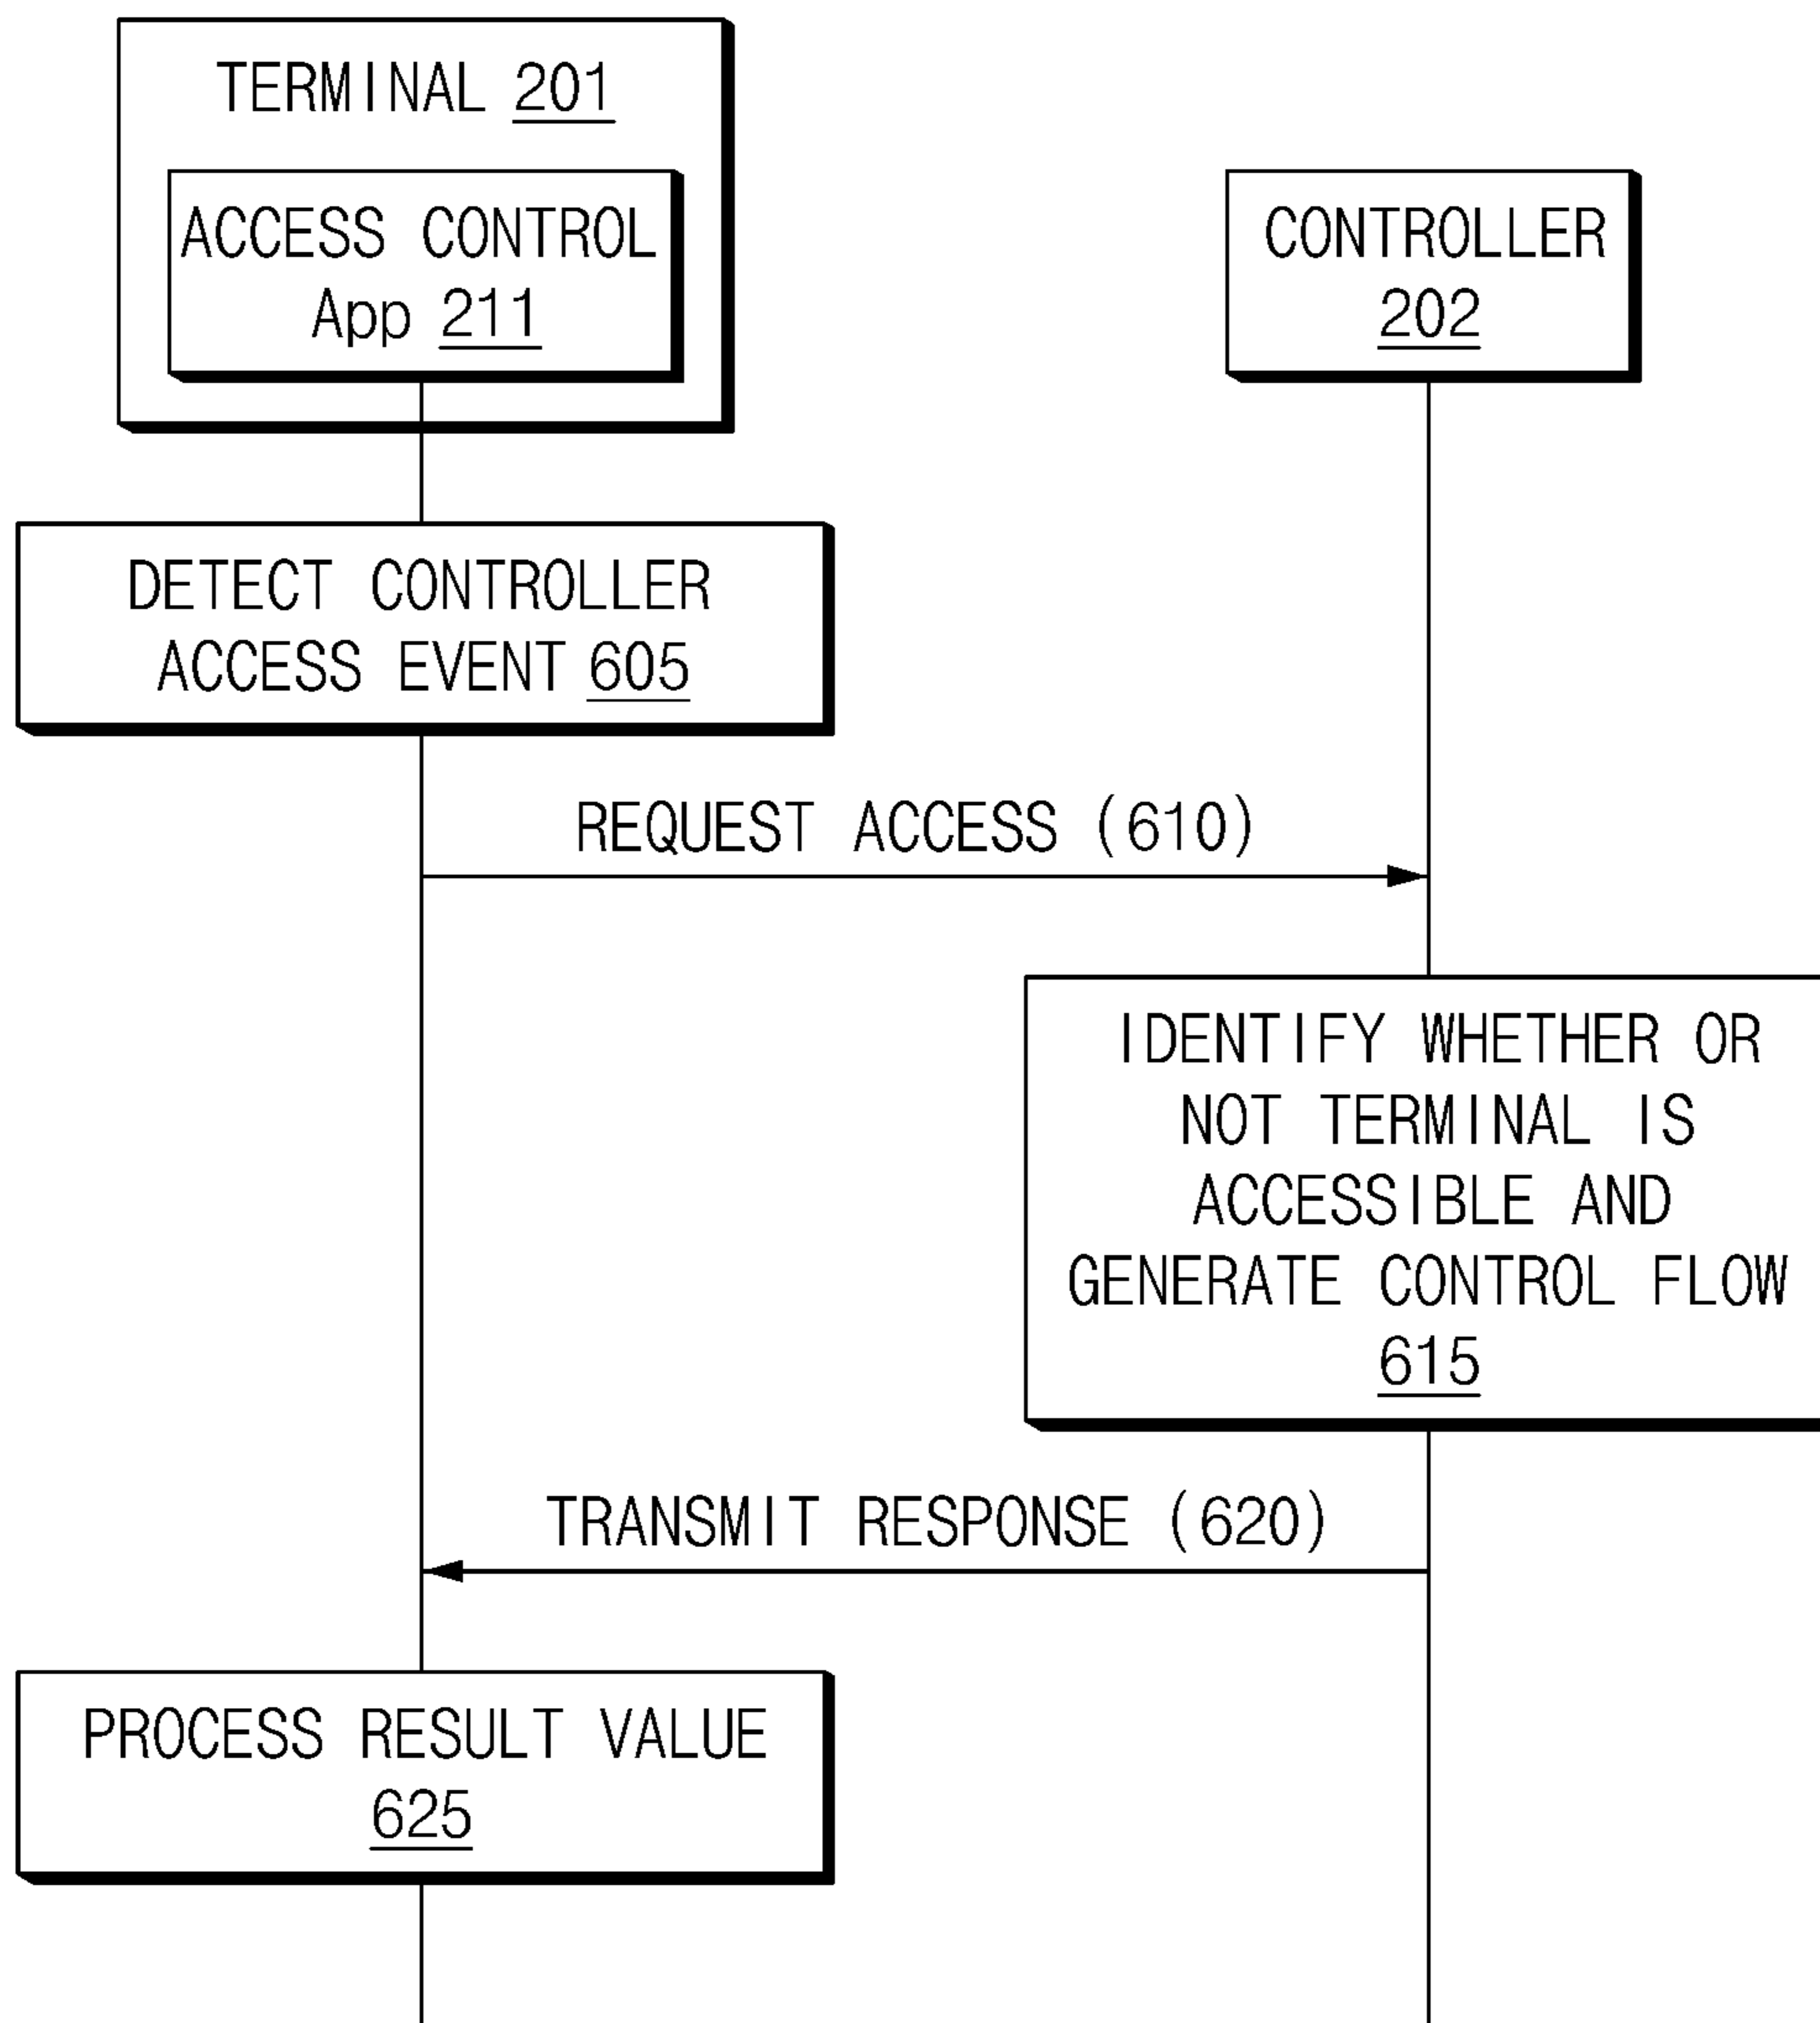 TERMINAL 201
ACCESS CONTROL
App 211
CONTROLLER
202
DETECT CONTROLLER
ACCESS EVENT 605
REQUEST ACCESS (610)
IDENTIFY WHETHER OR
NOT TERMINAL IS
ACCESSIBLE AND
GENERATE CONTROL FLOW
615
TRANSMIT RESPONSE (620)
PROCESS RESULT VALUE
625